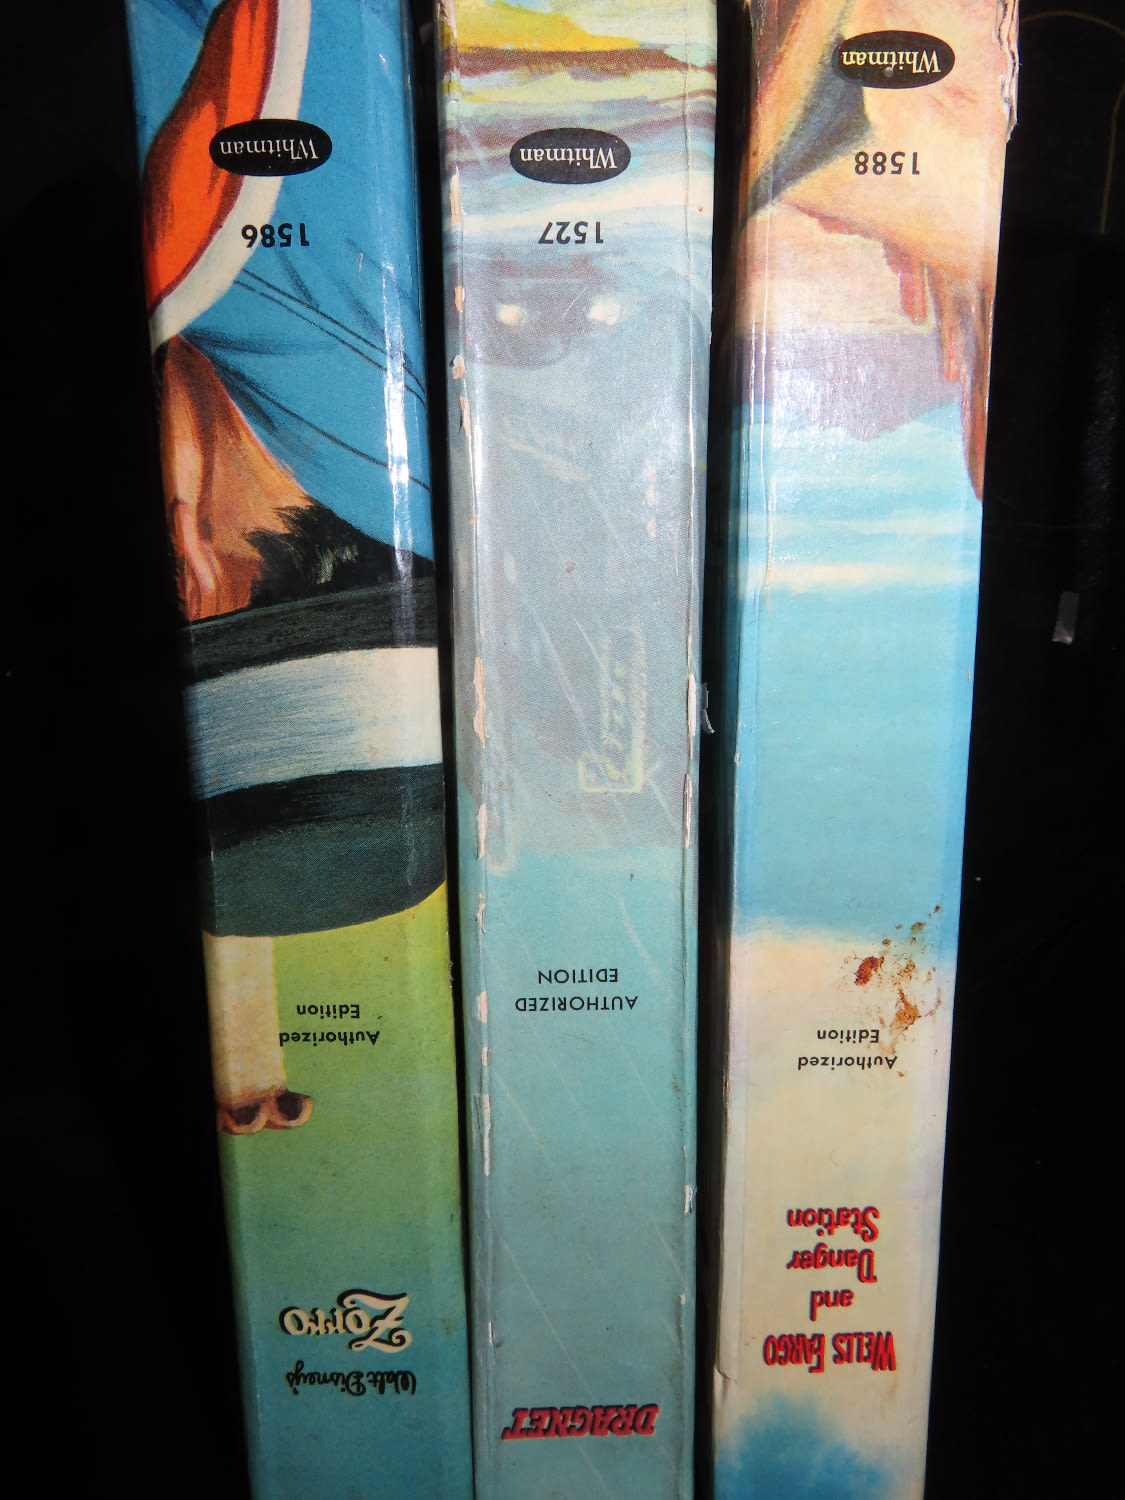 Walt Disney's
Zorro
Authorized
Edition
1586
Whitman
DRAGNET
AUTHORIZED
EDITION
1527
Whitman
WELLS FARGO
and
Danger
Station
Authorized
Edition
1588
Whitman